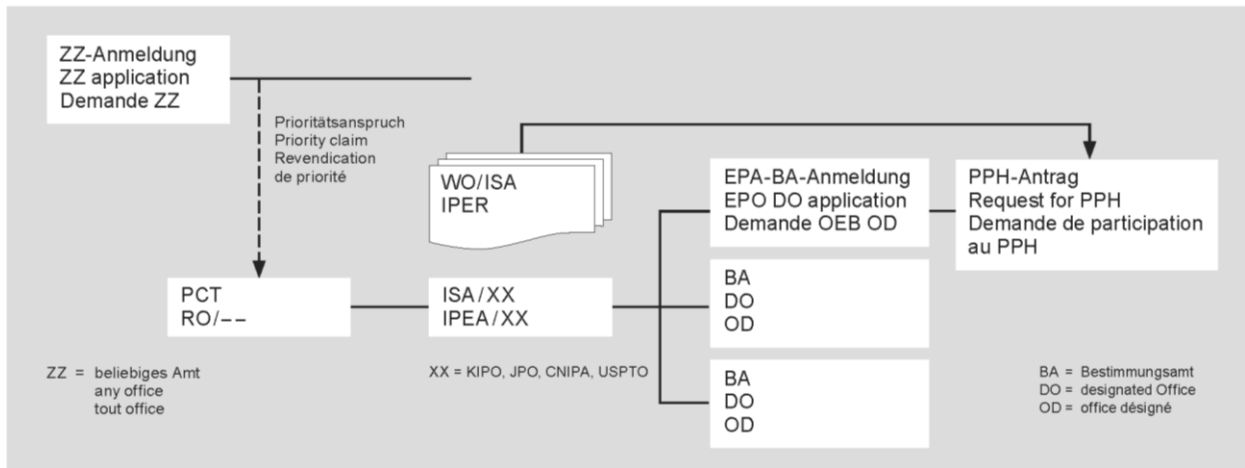 ZZ-Anmeldung
ZZ application
Demande ZZ
Prioritätsanspruch
Priority claim
Revendication
de priorité
WO/ISA
IPER
EPA-BA-Anmeldung
EPO DO application
Demande OEB OD
PPH-Antrag
Request for PPH
Demande de participation
au PPH
PCT
RO/--
ISA/XX
IPEA/XX
BA
DO
OD
BA
DO
OD
ZZ = beliebiges Amt
any office
tout office
XX = KIPO, JPO, CNIPA, USPTO
BA = Bestimmungsamt
DO = designated Office
OD = office désigné